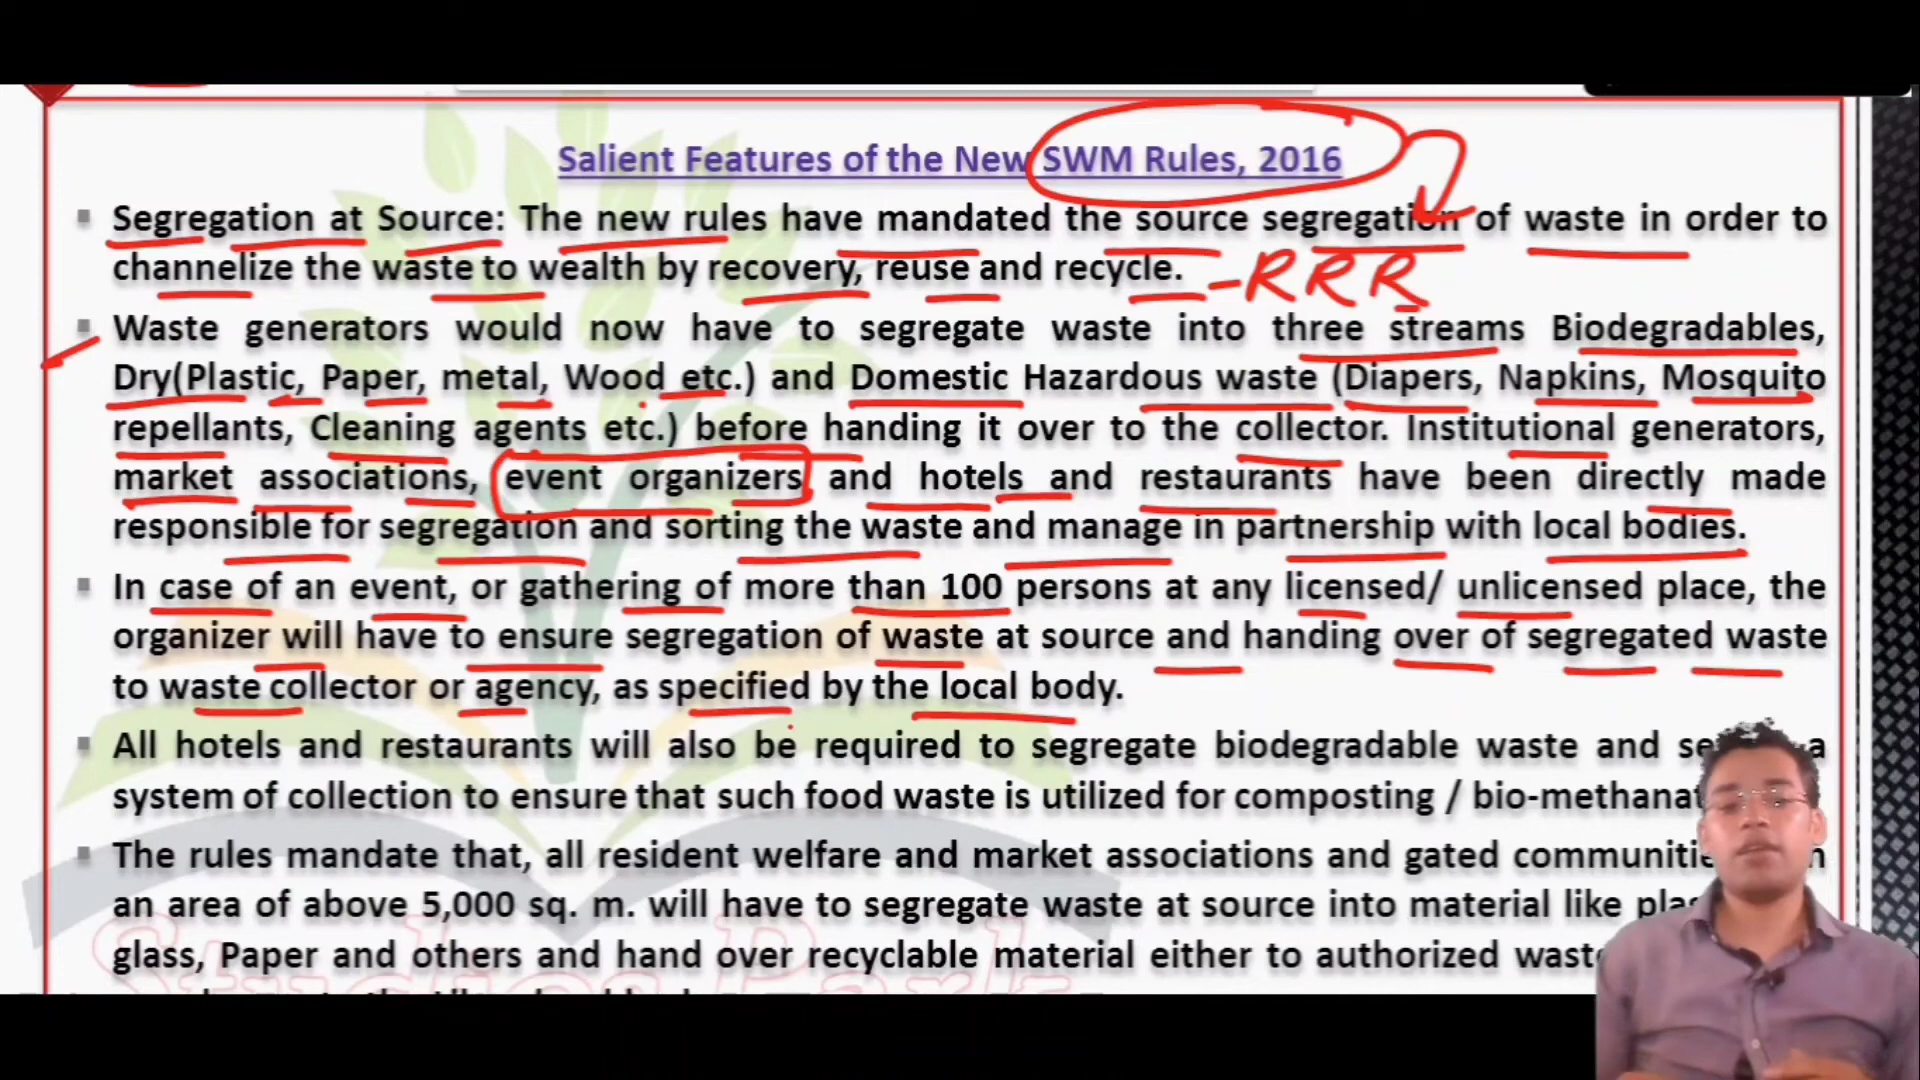 Salient Features of the New SWM Rules, 2016
Segregation at Source: The new rules have mandated the source segregation of waste in order to
channelize the waste to wealth by recovery, reuse and recycle. -RRR
Waste generators would now have to segregate waste into three streams Biodegradables,
Dry(Plastic, Paper, metal, Wood etc.) and Domestic Hazardous waste (Diapers, Napkins, Mosquito
repellants, Cleaning agents etc.) before handing it over to the collector. Institutional generators,
market associations, event organizers and hotels and restaurants have been directly made
responsible for segregation and sorting the waste and manage in partnership with local bodies.
In case of an event, or gathering of more than 100 persons at any licensed/ unlicensed place, the
organizer will have to ensure segregation of waste at source and handing over of segregated waste
to waste collector or agency, as specified by the local body.
All hotels and restaurants will also be required to segregate biodegradable waste and a
system of collection to ensure that such food waste is utilized for composting /
The rules mandate that, all resident welfare and market associations and gated
an area of above 5,000 sq. m. will have to segregate waste at source into material like
glass, Paper and others and hand over recyclable material either to authorized
Studies Park